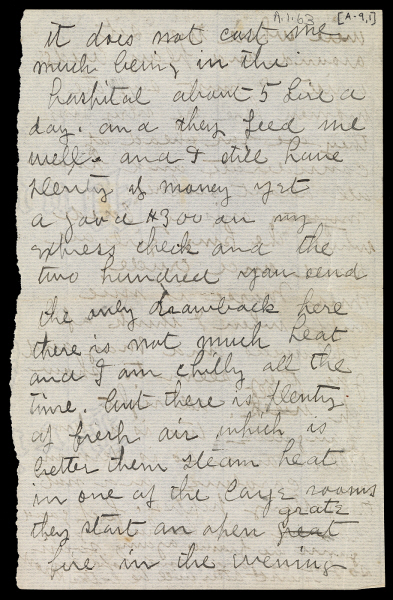 A.1.63 [A-9,1]
it does not cost me
much being in the
hospital about 5 Lire a
day. and they feed me
well. and I still have
plenty of money yet
a good $300 on my
express check and the
two hundred you send
the only drawback here
there is not much heat
and I am chilly all the
time. but there is plenty
of fresh air which is
better then steam heat
in one of the large rooms
grate
they start an open great
fire in the evening